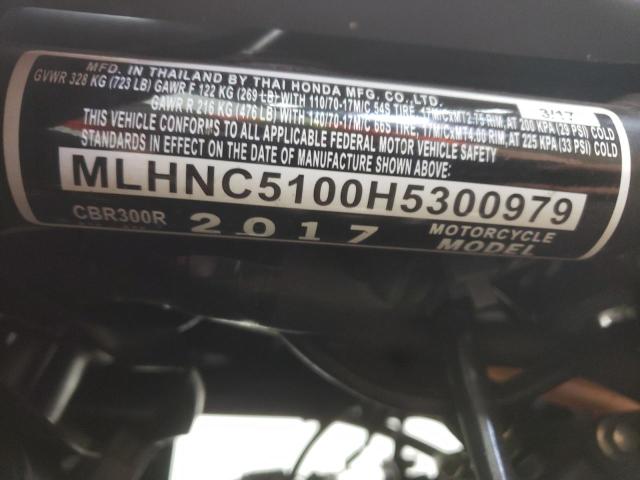 MFD. IN THAILAND BY THAI HONDA MFG. CO., LTD. 3/17
GVWR 328 KG (723 LB) GAWR F 122 KG (269 LB) WITH 110/70-17M/C 54S TIRE, 17M/CxMT2.75 RIM, AT 200 KPA (29 PSI) COLD
GAWR R 216 KG (476 LB) WITH 140/70-17M/C 66S TIRE, 17M/CxMT4.00 RIM, AT 225 KPA (33 PSI) COLD
THIS VEHICLE CONFORMS TO ALL APPLICABLE FEDERAL MOTOR VEHICLE SAFETY
STANDARDS IN EFFECT ON THE DATE OF MANUFACTURE SHOWN ABOVE:
MLHNC5100H5300979
CBR300R 2017 MOTORCYCLE
MODEL